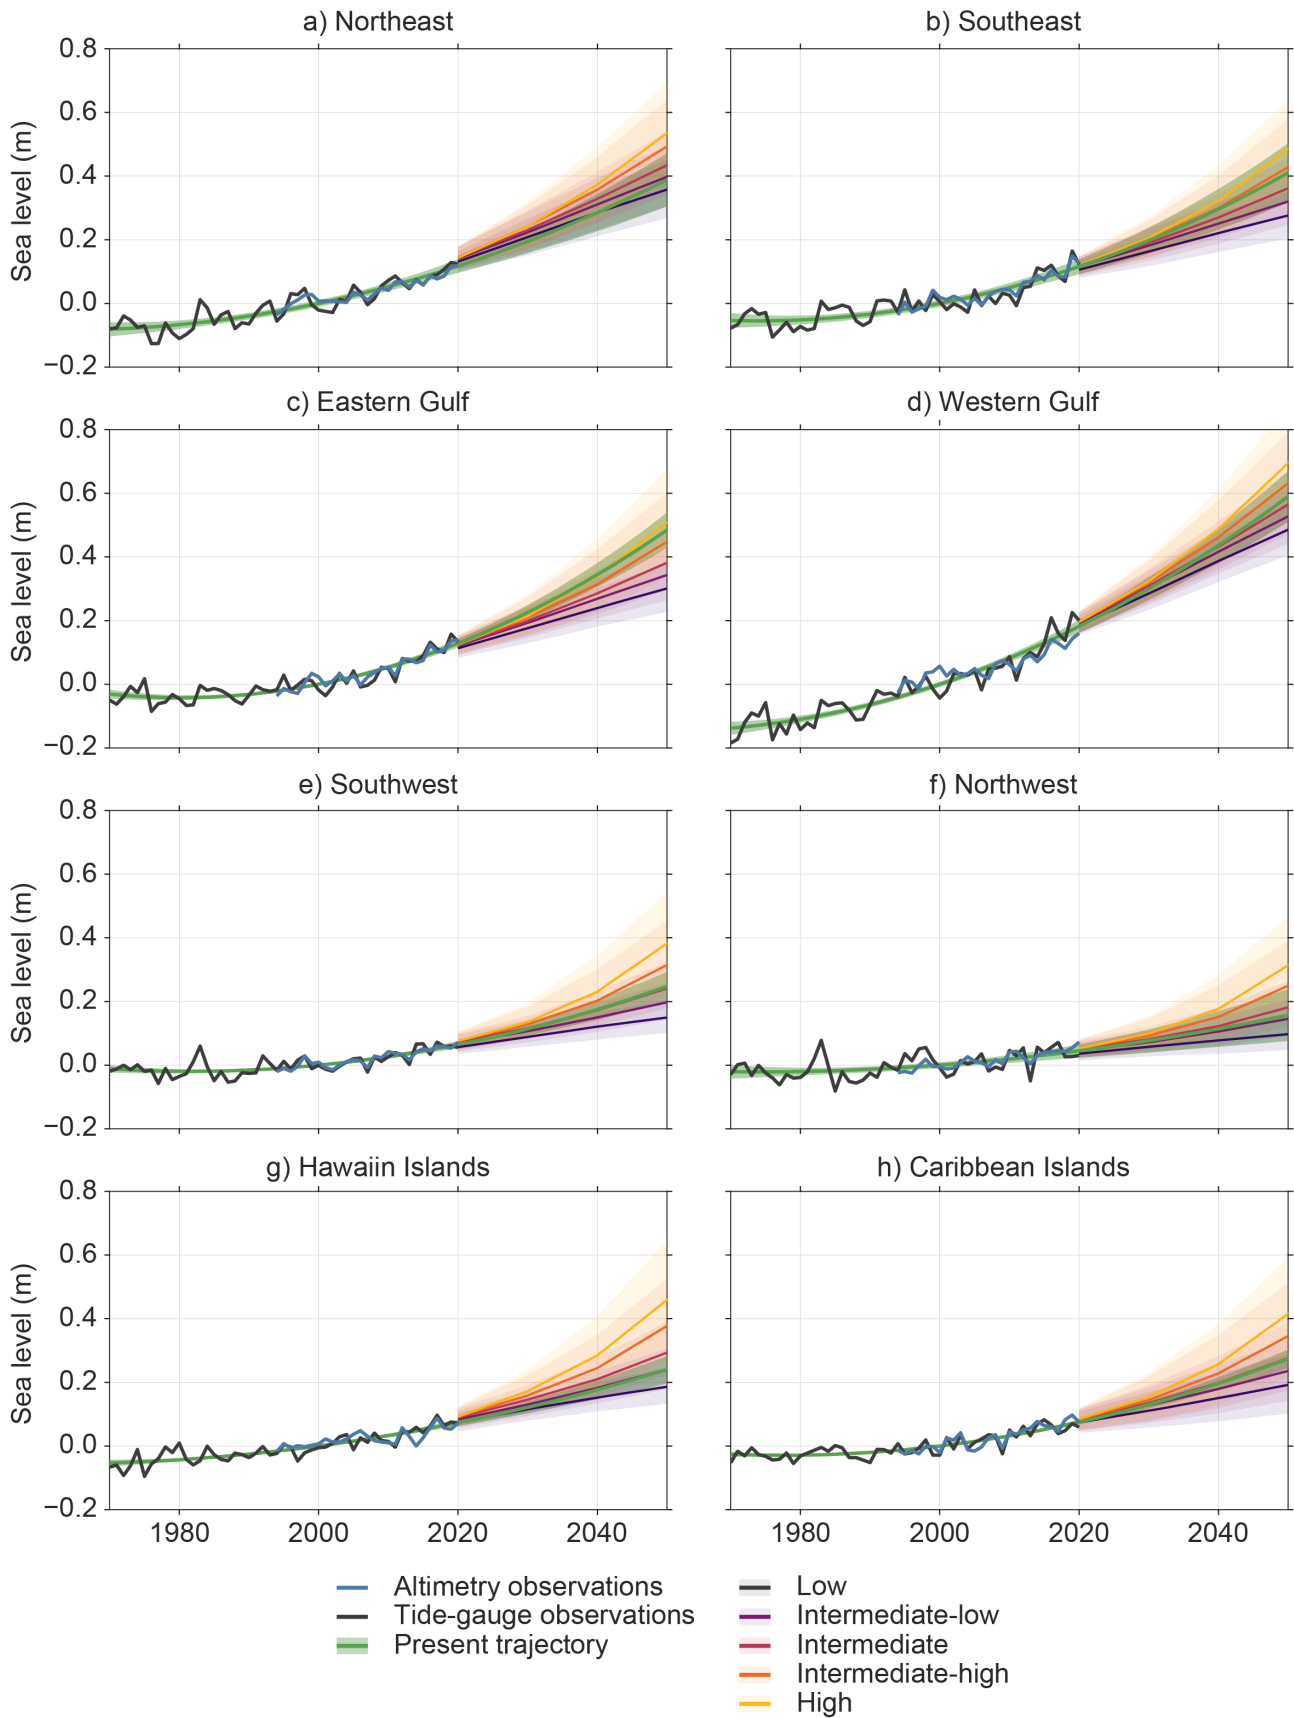 a) Northeast
b) Southeast
0.8
0.6
0.4
0.2
0.0
−0.2
Sea level (m)
c) Eastern Gulf
d) Western Gulf
0.8
0.6
0.4
0.2
0.0
−0.2
Sea level (m)
e) Southwest
f) Northwest
0.8
0.6
0.4
0.2
0.0
−0.2
Sea level (m)
g) Hawaiin Islands
h) Caribbean Islands
0.8
0.6
0.4
0.2
0.0
−0.2
Sea level (m)
1980 2000 2020 2040
1980 2000 2020 2040
Altimetry observations
Tide-gauge observations
Present trajectory
Low
Intermediate-low
Intermediate
Intermediate-high
High